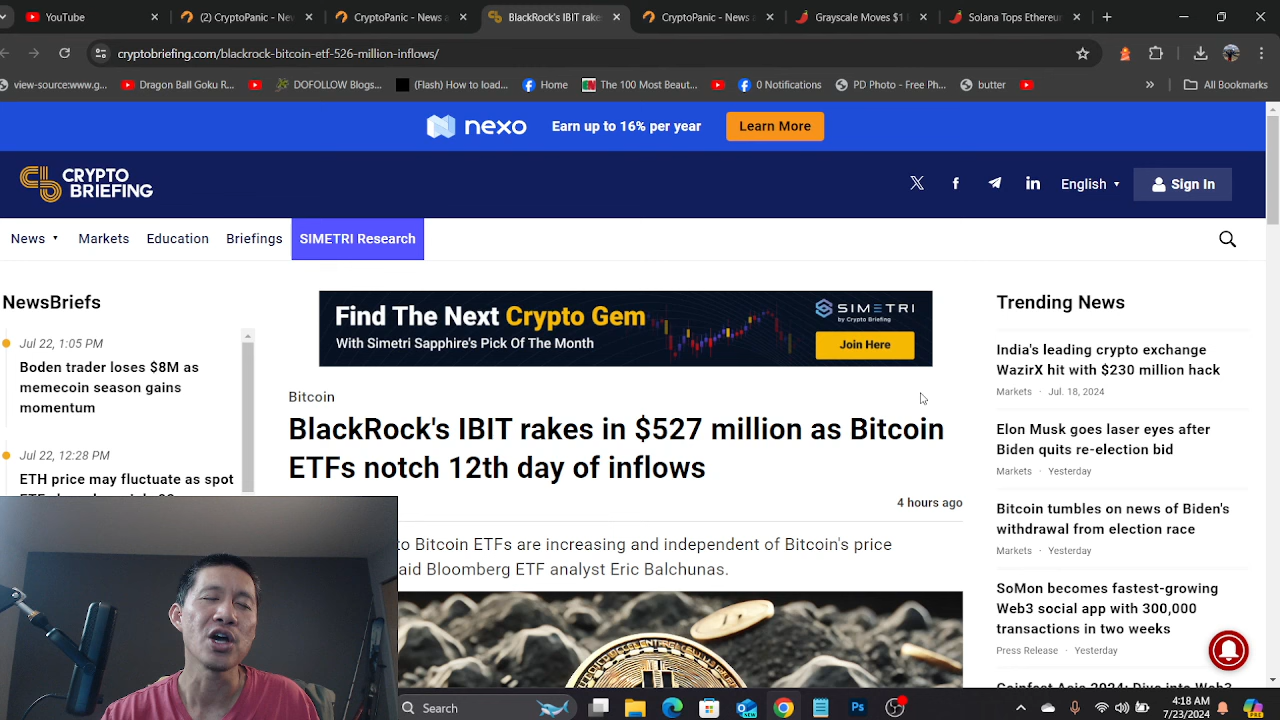 YouTube
(2) CryptoPanic - New
CryptoPanic - News a
BlackRock's IBIT rake
CryptoPanic - News a
Grayscale Moves $1
Solana Tops Ethereur
cryptobriefing.com/blackrock-bitcoin-etf-526-million-inflows/
view-source:www.g...
Dragon Ball Goku R...
DOFOLLOW Blogs...
(Flash) How to load...
Home
The 100 Most Beaut...
0 Notifications
PD Photo - Free Ph...
butter
All Bookmarks
nexo
Earn up to 16% per year
Learn More
CRYPTO
BRIEFING
English
Sign In
News
Markets
Education
Briefings
SIMETRI Research
NewsBriefs
Jul 22, 1:05 PM
Boden trader loses $8M as
memecoin season gains
momentum
Jul 22, 12:28 PM
ETH price may fluctuate as spot
Find The Next Crypto Gem
With Simetri Sapphire's Pick Of The Month
SIMETRI
by Crypto Briefing
Join Here
Bitcoin
BlackRock's IBIT rakes in $527 million as Bitcoin
ETFs notch 12th day of inflows
4 hours ago
to Bitcoin ETFs are increasing and independent of Bitcoin's price
said Bloomberg ETF analyst Eric Balchunas.
Trending News
India's leading crypto exchange
WazirX hit with $230 million hack
Markets · Jul. 18, 2024
Elon Musk goes laser eyes after
Biden quits re-election bid
Markets · Yesterday
Bitcoin tumbles on news of Biden's
withdrawal from election race
Markets · Yesterday
SoMon becomes fastest-growing
Web3 social app with 300,000
transactions in two weeks
Press Release · Yesterday
Coinfest Asia 2024: Dive into Web3
Search
4:18 AM
7/23/2024